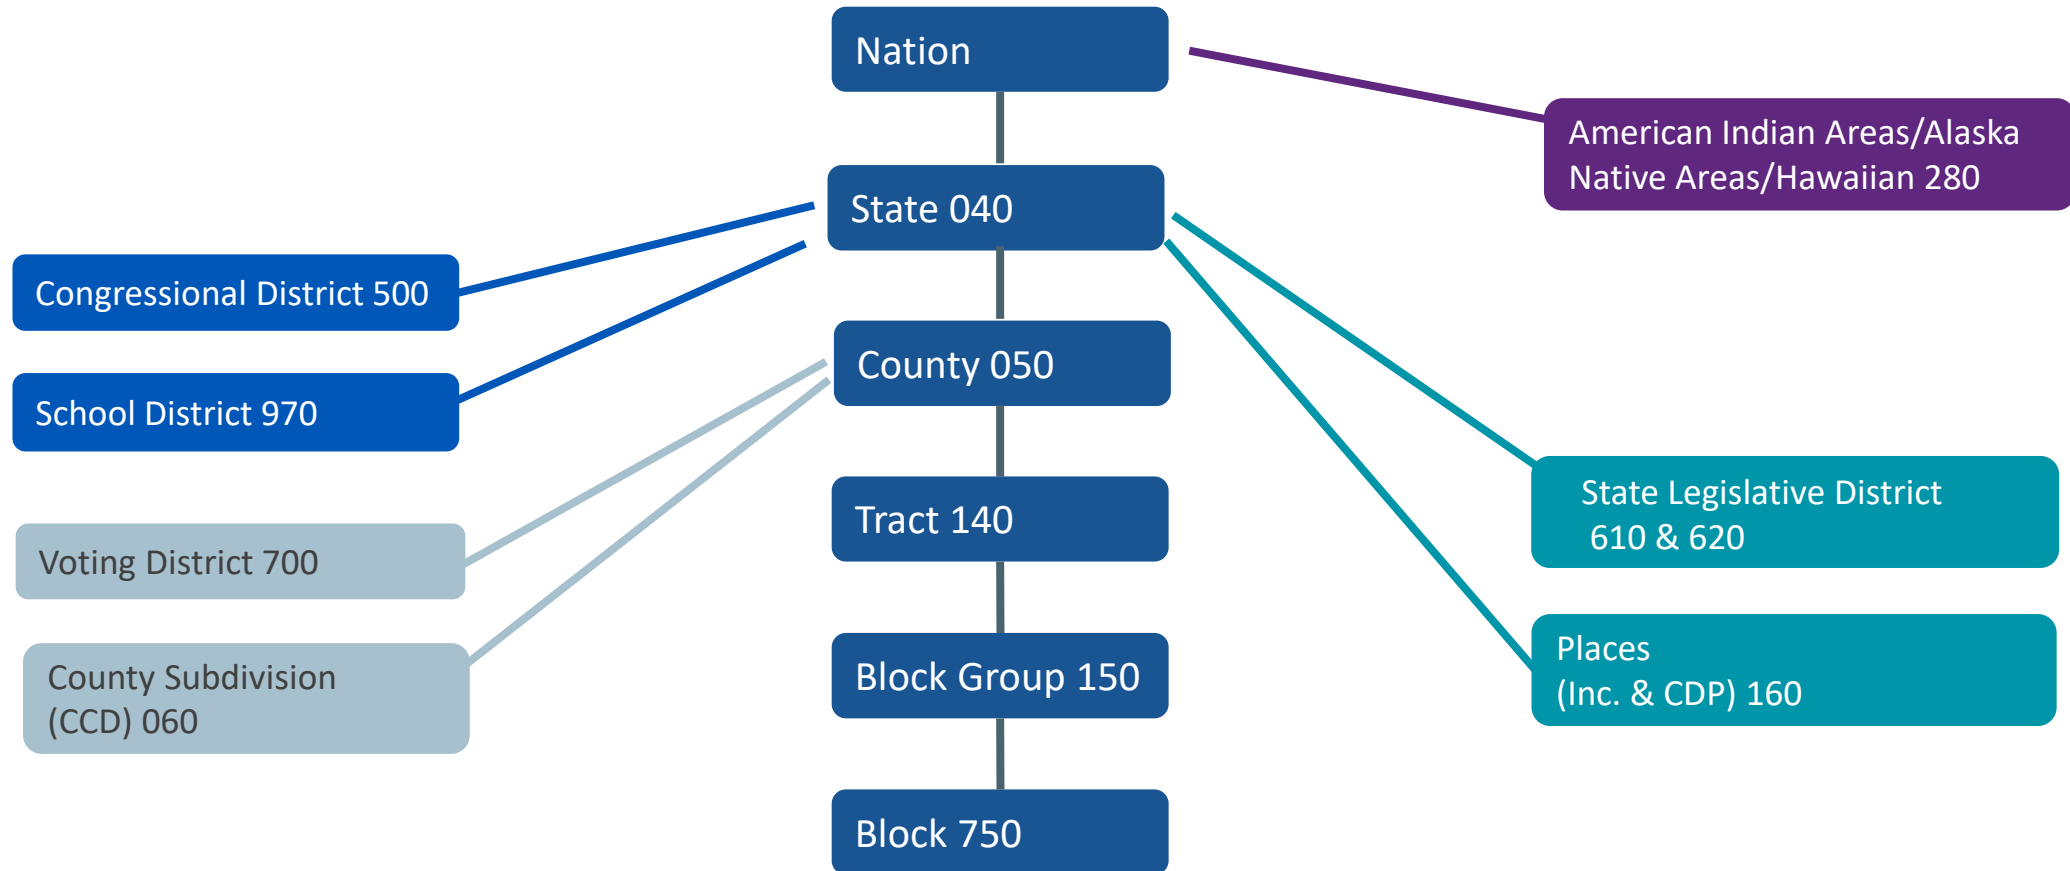 Nation
American Indian Areas/Alaska
Native Areas/Hawaiian 280
State 040
Congressional District 500
County 050
School District 970
State Legislative District
610 & 620
Tract 140
Voting District 700
Places
(Inc. & CDP) 160
County Subdivision
(CCD) 060
Block Group 150
Block 750